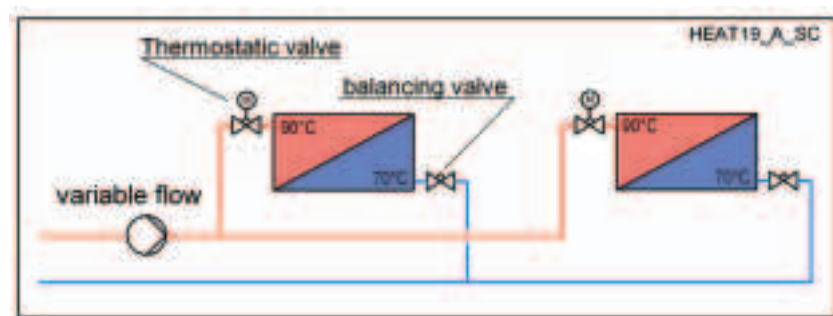 HEAT19_A_SC
Thermostatic valve
balancing valve
90°C
70°C
90°C
70°C
variable flow